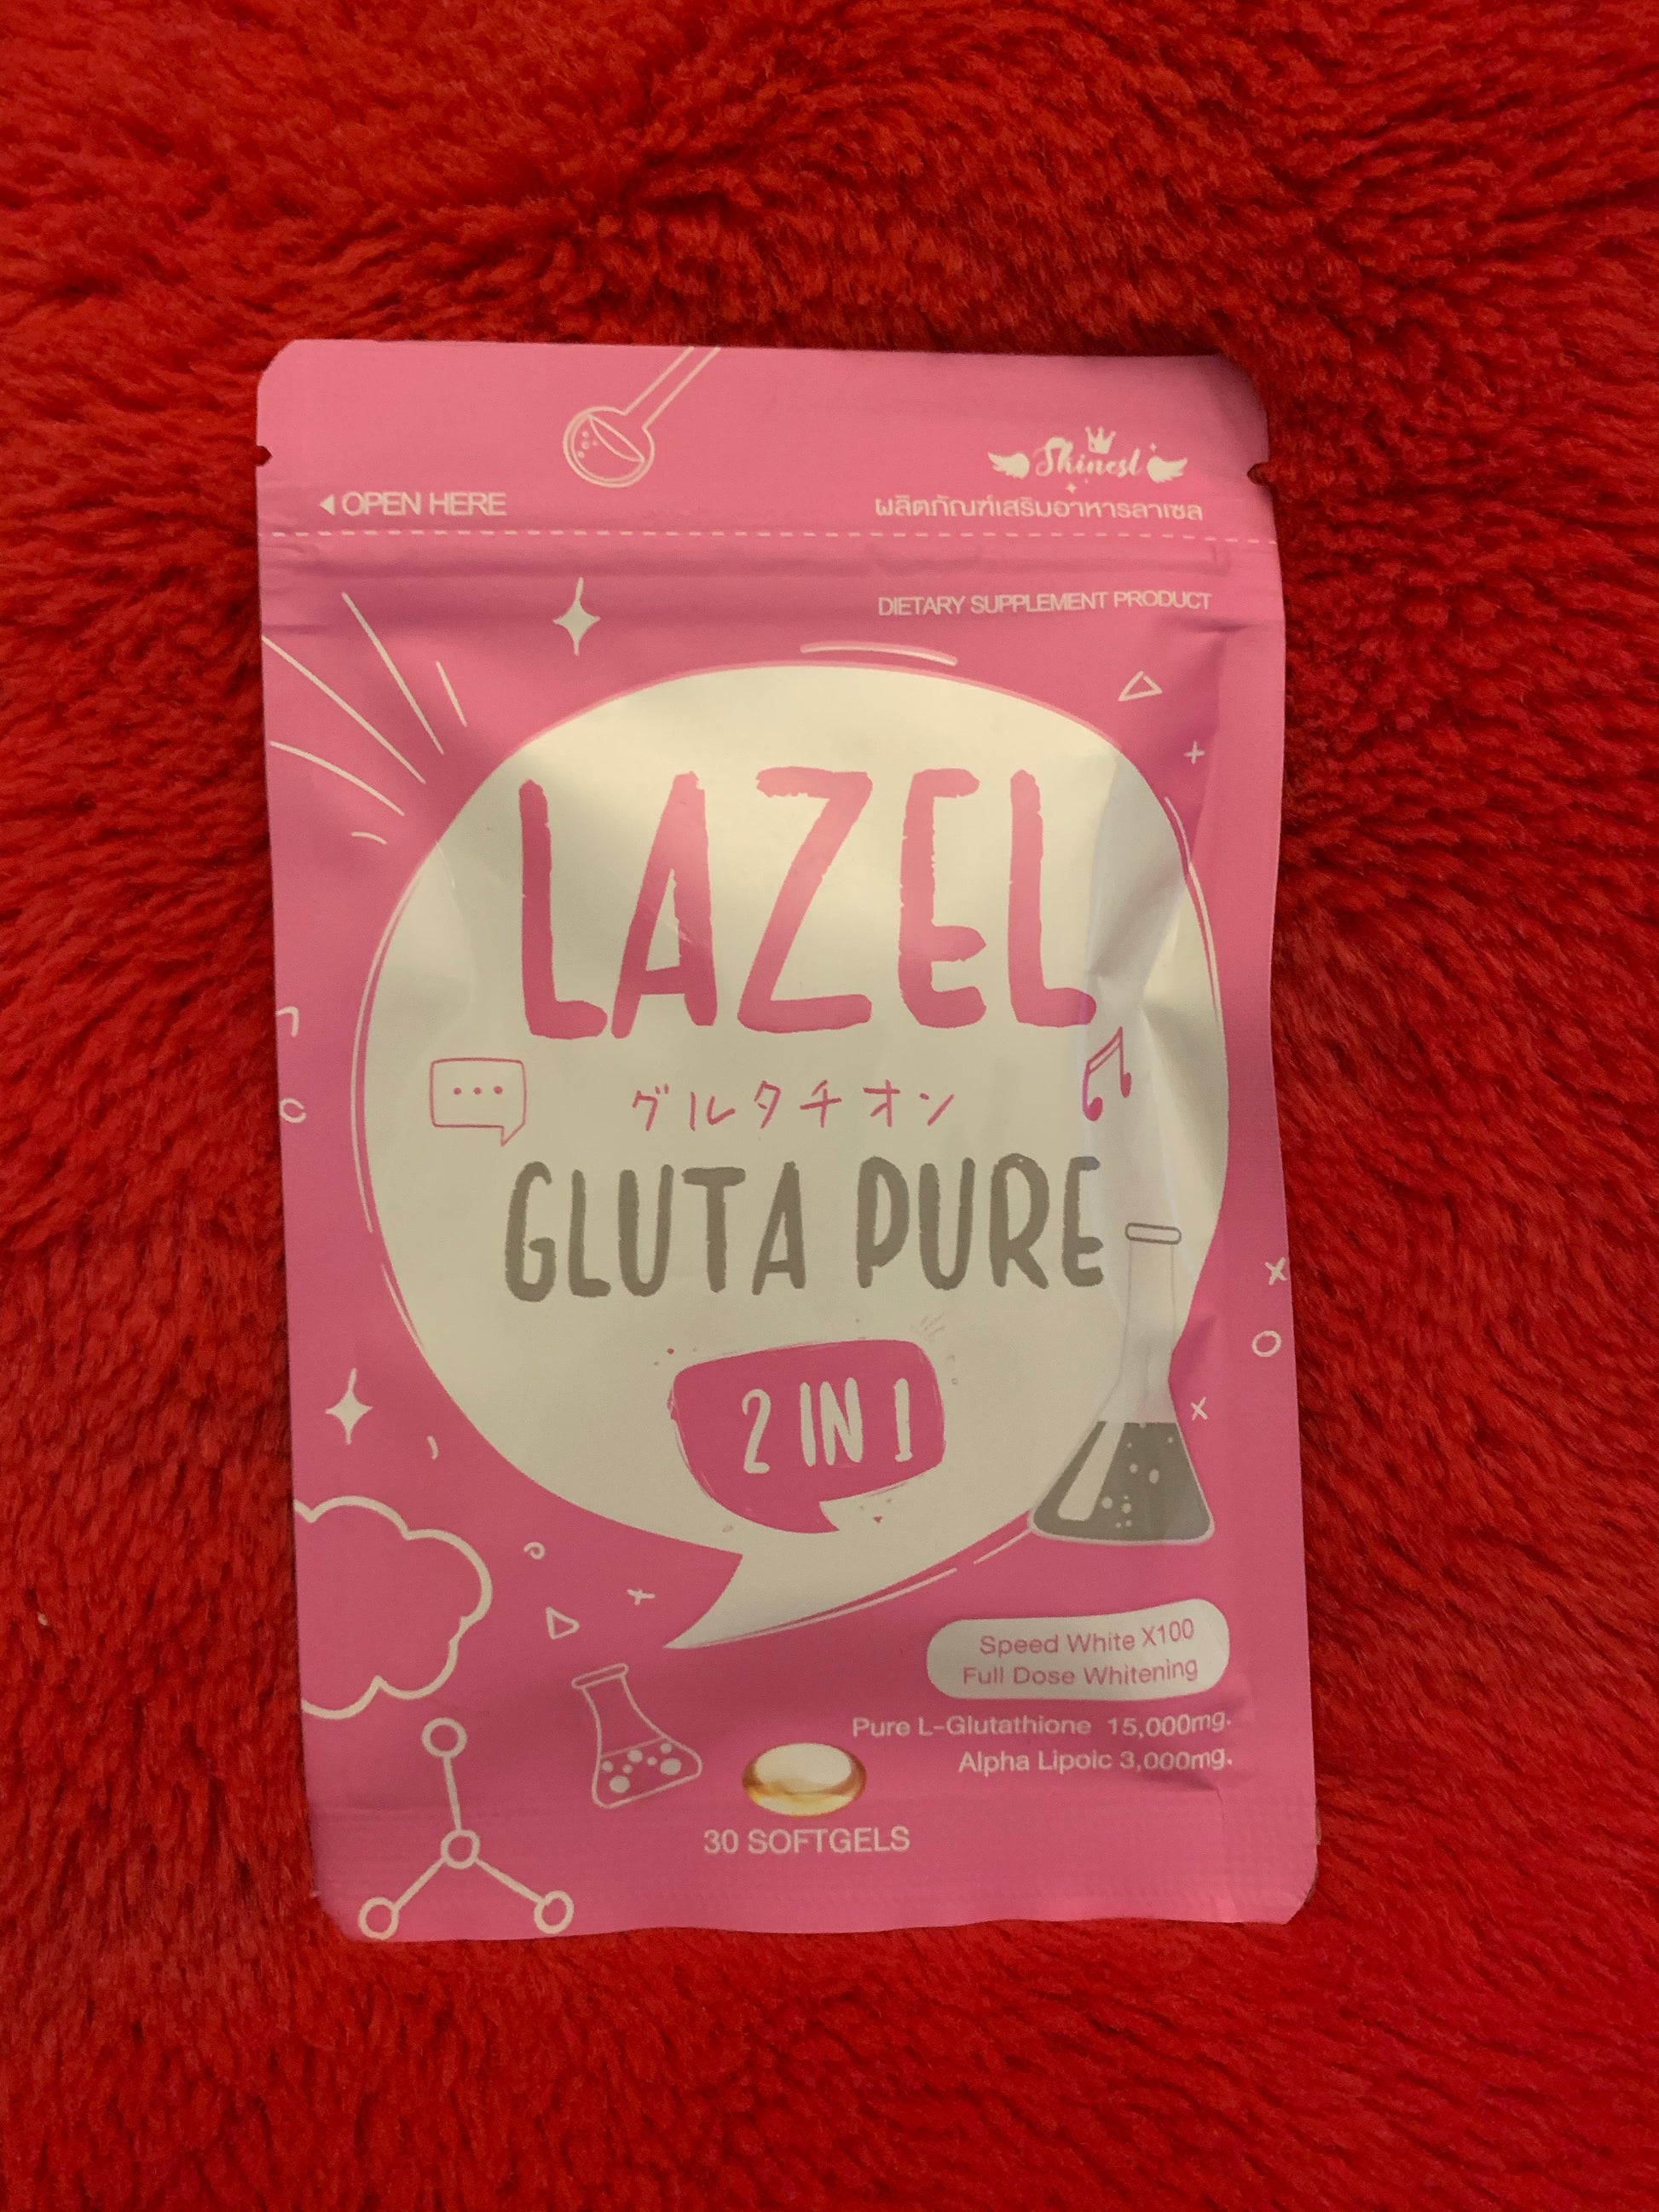 Shinest
OPEN HERE
ผลิตภัณฑ์เสริมอาหารลาเซล
DIETARY SUPPLEMENT PRODUCT
LAZEL
グルタチオン
GLUTA PURE
2 IN 1
Speed White X100
Full Dose Whitening
Pure L-Glutathione 15,000mg.
Alpha Lipoic 3,000mg.
30 SOFTGELS